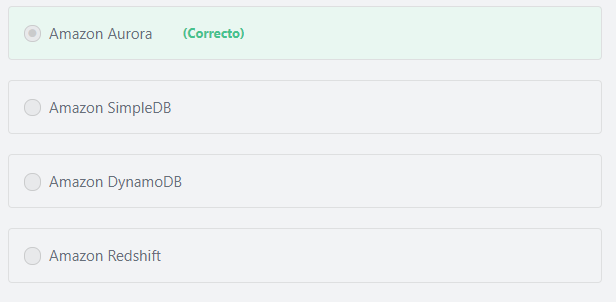 Amazon Aurora (Correcto)
Amazon SimpleDB
Amazon DynamoDB
Amazon Redshift